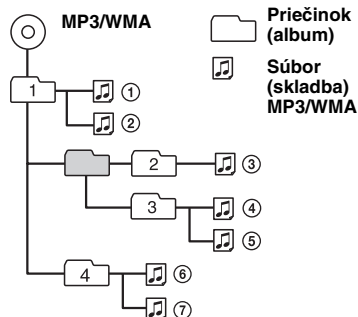 MP3/WMA
Priečinok
(album)
Súbor
(skladba)
MP3/WMA
1
①
②
2
③
3
④
⑤
4
⑥
⑦